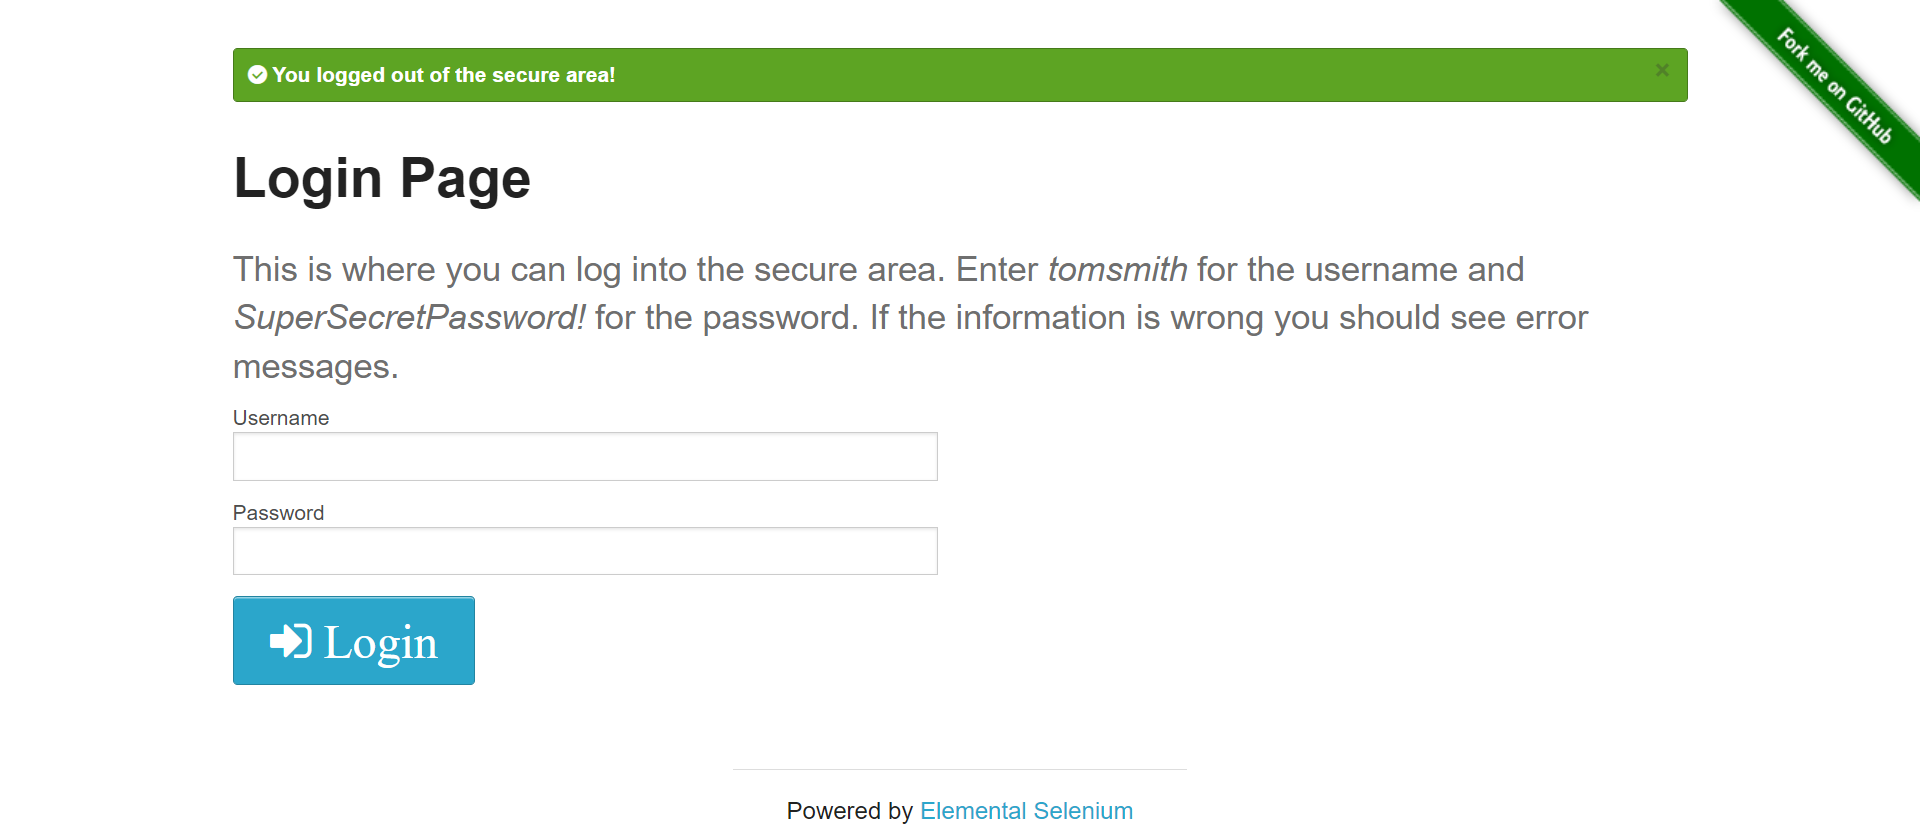 You logged out of the secure area!
×
Fork me on GitHub
Login Page
This is where you can log into the secure area. Enter tomsmith for the username and
SuperSecretPassword! for the password. If the information is wrong you should see error
messages.
Username
Password
Login
Powered by Elemental Selenium